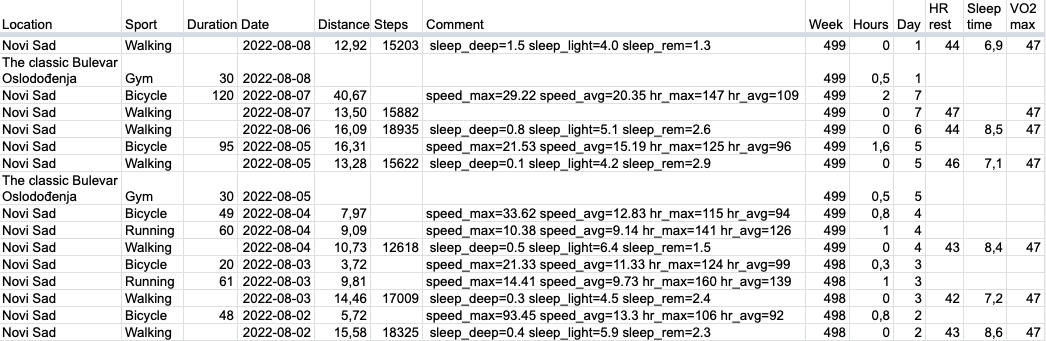 HR Sleep VO2
Location Sport Duration Date Distance Steps Comment Week Hours Day rest time max
Novi Sad Walking 2022-08-08 12,92 15203 sleep_deep=1.5 sleep_light=4.0 sleep_rem=1.3 499 0 1 44 6,9 47
The classic Bulevar
Oslodođenja Gym 30 2022-08-08 499 0,5 1
Novi Sad Bicycle 120 2022-08-07 40,67 speed_max=29.22 speed_avg=20.35 hr_max=147 hr_avg=109 499 2 7
Novi Sad Walking 2022-08-07 13,50 15882 499 0 7 47 47
Novi Sad Walking 2022-08-06 16,09 18935 sleep_deep=0.8 sleep_light=5.1 sleep_rem=2.6 499 0 6 44 8,5 47
Novi Sad Bicycle 95 2022-08-05 16,31 speed_max=21.53 speed_avg=15.19 hr_max=125 hr_avg=96 499 1,6 5
Novi Sad Walking 2022-08-05 13,28 15622 sleep_deep=0.1 sleep_light=4.2 sleep_rem=2.9 499 0 5 46 7,1 47
The classic Bulevar
Oslodođenja Gym 30 2022-08-05 499 0,5 5
Novi Sad Bicycle 49 2022-08-04 7,97 speed_max=33.62 speed_avg=12.83 hr_max=115 hr_avg=94 499 0,8 4
Novi Sad Running 60 2022-08-04 9,09 speed_max=10.38 speed_avg=9.14 hr_max=141 hr_avg=126 499 1 4
Novi Sad Walking 2022-08-04 10,73 12618 sleep_deep=0.5 sleep_light=6.4 sleep_rem=1.5 499 0 4 43 8,4 47
Novi Sad Bicycle 20 2022-08-03 3,72 speed_max=21.33 speed_avg=11.33 hr_max=124 hr_avg=99 498 0,3 3
Novi Sad Running 61 2022-08-03 9,81 speed_max=14.41 speed_avg=9.73 hr_max=160 hr_avg=139 498 1 3
Novi Sad Walking 2022-08-03 14,46 17009 sleep_deep=0.3 sleep_light=4.5 sleep_rem=2.4 498 0 3 42 7,2 47
Novi Sad Bicycle 48 2022-08-02 5,72 speed_max=93.45 speed_avg=13.3 hr_max=106 hr_avg=92 498 0,8 2
Novi Sad Walking 2022-08-02 15,58 18325 sleep_deep=0.4 sleep_light=5.9 sleep_rem=2.3 498 0 2 43 8,6 47